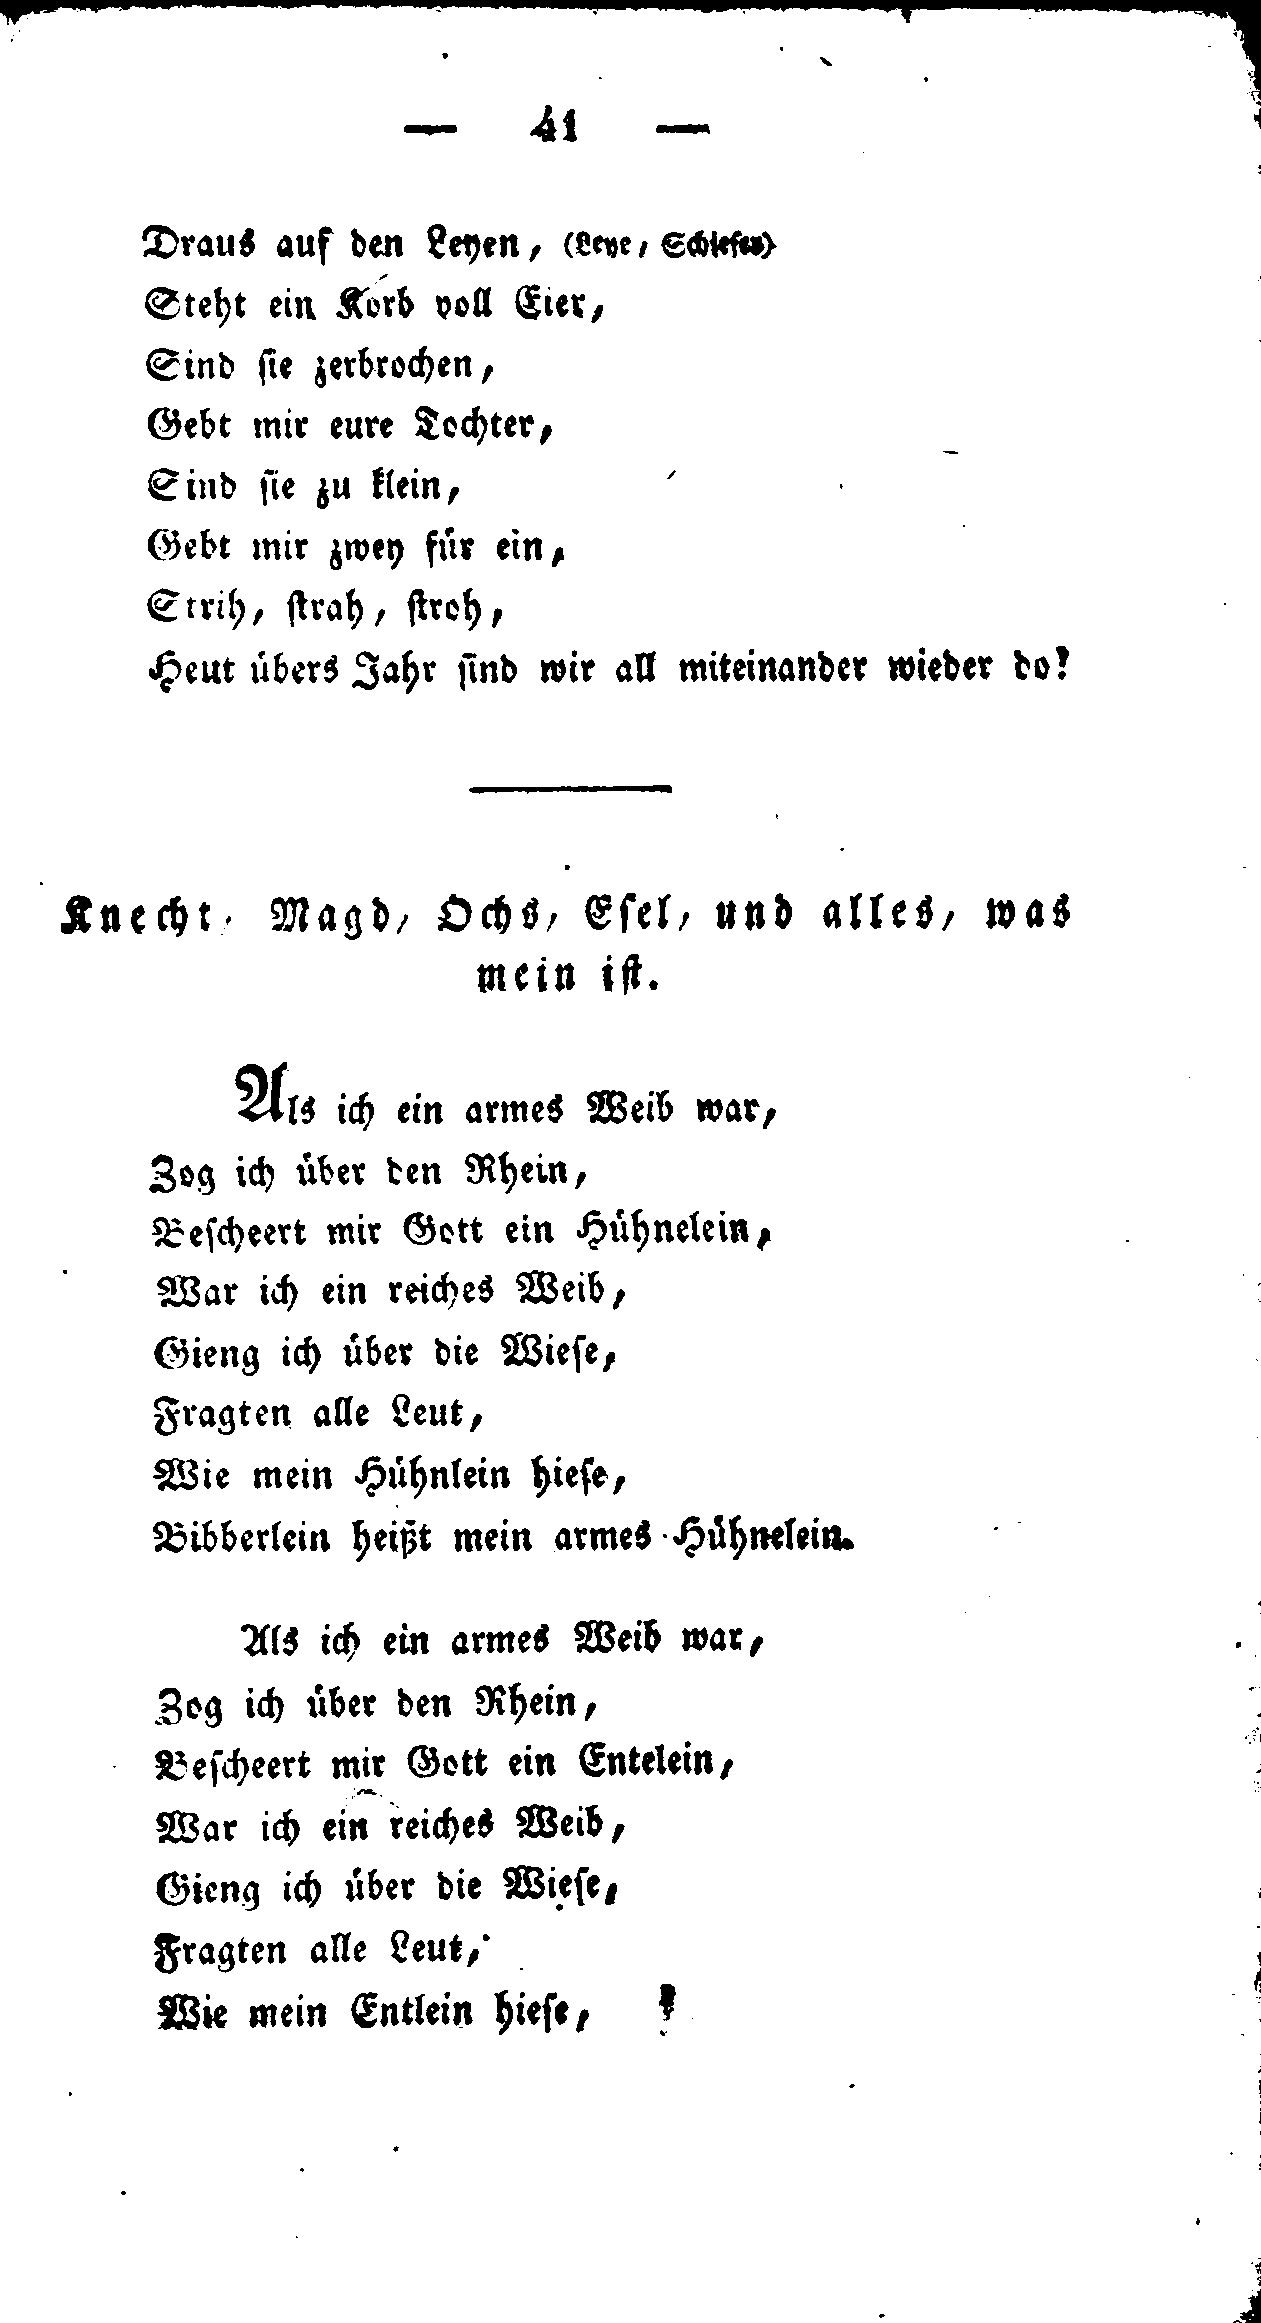 — 41 —
Draus auf den Leyen, (Leye, Schiefer)
Steht ein Korb voll Eier,
Sind sie zerbrochen,
Gebt mir eure Tochter,
Sind sie zu klein,
Gebt mir zwey für ein,
Strih, strah, stroh,
Heut übers Jahr sind wir all miteinander wieder do!
Knecht, Magd, Ochs, Esel, und alles, was
mein ist.
Als ich ein armes Weib war,
Zog ich über den Rhein,
Bescheert mir Gott ein Hühnelein,
War ich ein reiches Weib,
Gieng ich über die Wiese,
Fragten alle Leut,
Wie mein Hühnlein hiese,
Bibberlein heißt mein armes Hühnelein.
Als ich ein armes Weib war,
Zog ich über den Rhein,
Bescheert mir Gott ein Entelein,
War ich ein reiches Weib,
Gieng ich über die Wiese,
Fragten alle Leut,
Wie mein Entlein hiese,